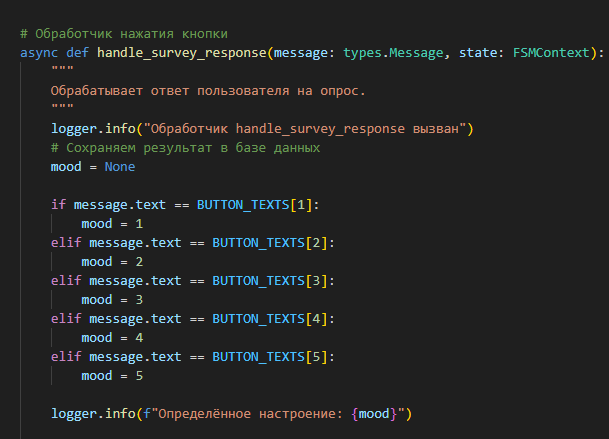 # Обработчик нажатия кнопки
async def handle_survey_response(message: types.Message, state: FSMContext):
    """
    Обрабатывает ответ пользователя на опрос.
    """
    logger.info("Обработчик handle_survey_response вызван")
    # Сохраняем результат в базе данных
    mood = None

    if message.text == BUTTON_TEXTS[1]:
        mood = 1
    elif message.text == BUTTON_TEXTS[2]:
        mood = 2
    elif message.text == BUTTON_TEXTS[3]:
        mood = 3
    elif message.text == BUTTON_TEXTS[4]:
        mood = 4
    elif message.text == BUTTON_TEXTS[5]:
        mood = 5

    logger.info(f"Определённое настроение: {mood}")